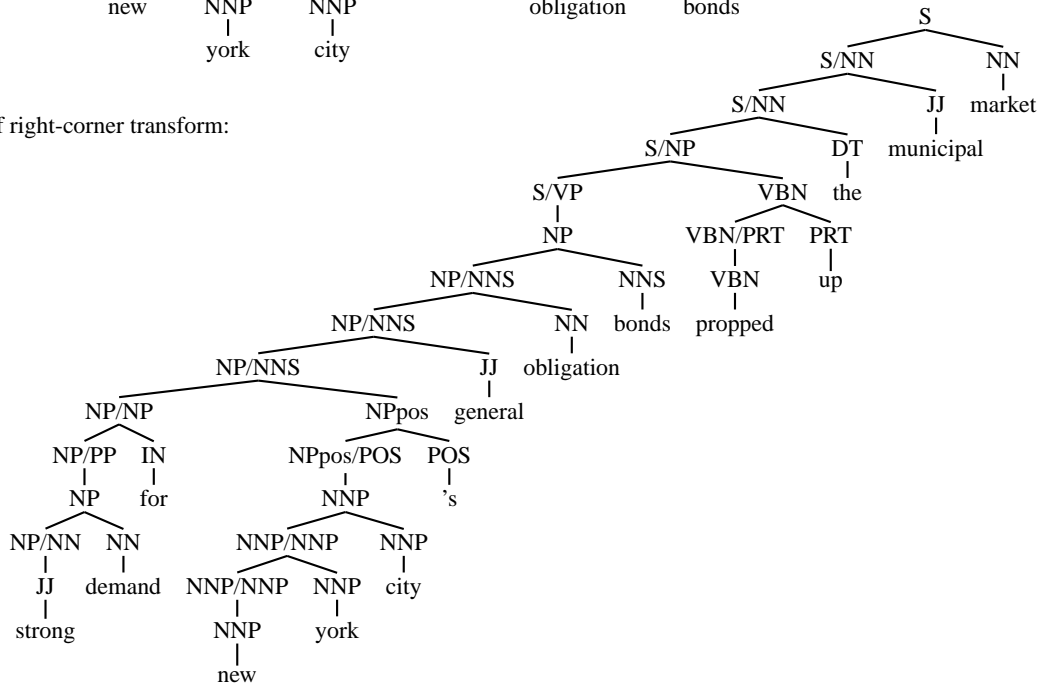 new NNP NNP obligation bonds
york city
S
S/NN NN
S/NN JJ market
f right-corner transform:
S/NP DT municipal
S/VP VBN the
NP VBN/PRT PRT
NP/NNS NNS VBN up
NP/NNS NN bonds propped
NP/NNS JJ obligation
NP/NP NPpos general
NP/PP IN NPpos/POS POS
NP for NNP 's
NP/NN NN NNP/NNP NNP
JJ demand NNP/NNP NNP city
strong NNP york
new